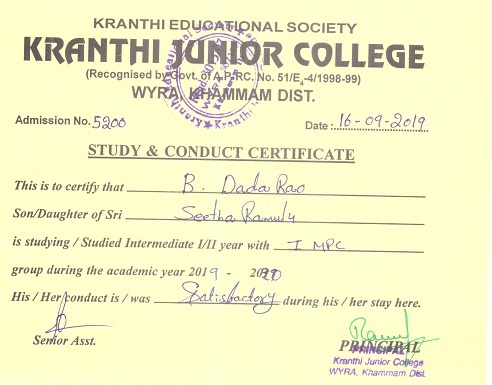 KRANTHI EDUCATIONAL SOCIETY
KRANTHI JUNIOR COLLEGE
(Recognised by Govt. of A.P. RC. No. 51/E4-4/1998-99)
WYRA, KHAMMAM DIST.
Admission No. 5200 Date : 16-09-2019
STUDY & CONDUCT CERTIFICATE
This is to certify that B. Dada Rao
Son/Daughter of Sri Seetha Ramulu
is studying / Studied Intermediate I/II year with I MPC
group during the academic year 2019 - 2020
His / Her conduct is / was Satisfactory during his / her stay here.
Senior Asst. PRINCIPAL
PRINCIPAL
Kranthi Junior College
WYRA, Khammam Dist.